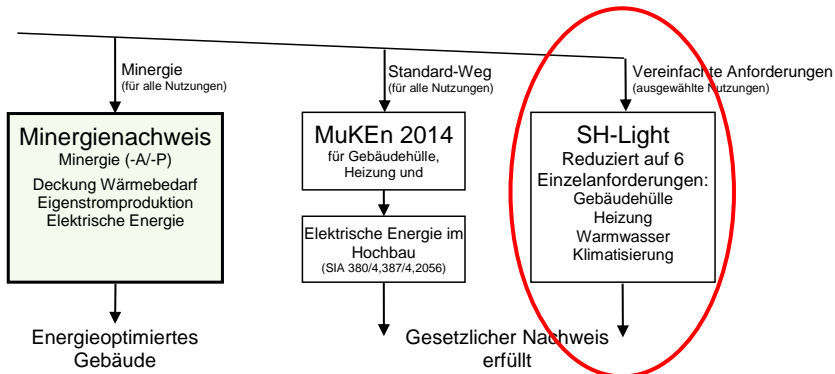 Minergie
(für alle Nutzungen)
Minergienachweis
Minergie (-A/-P)
Deckung Wärmebedarf
Eigenstromproduktion
Elektrische Energie
Energieoptimiertes
Gebäude
Standard-Weg
(für alle Nutzungen)
MuKEn 2014
für Gebäudehülle,
Heizung und
Elektrische Energie im
Hochbau
(SIA 380/4,387/4,2056)
Vereinfachte Anforderungen
(ausgewählte Nutzungen)
SH-Light
Reduziert auf 6
Einzelanforderungen:
Gebäudehülle
Heizung
Warmwasser
Klimatisierung
Gesetzlicher Nachweis
erfüllt